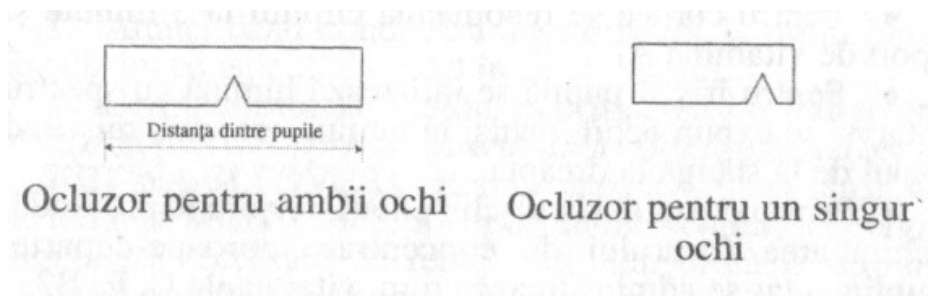 Distanța dintre pupile
Ocluzor pentru ambii ochi
Ocluzor pentru un singur
ochi